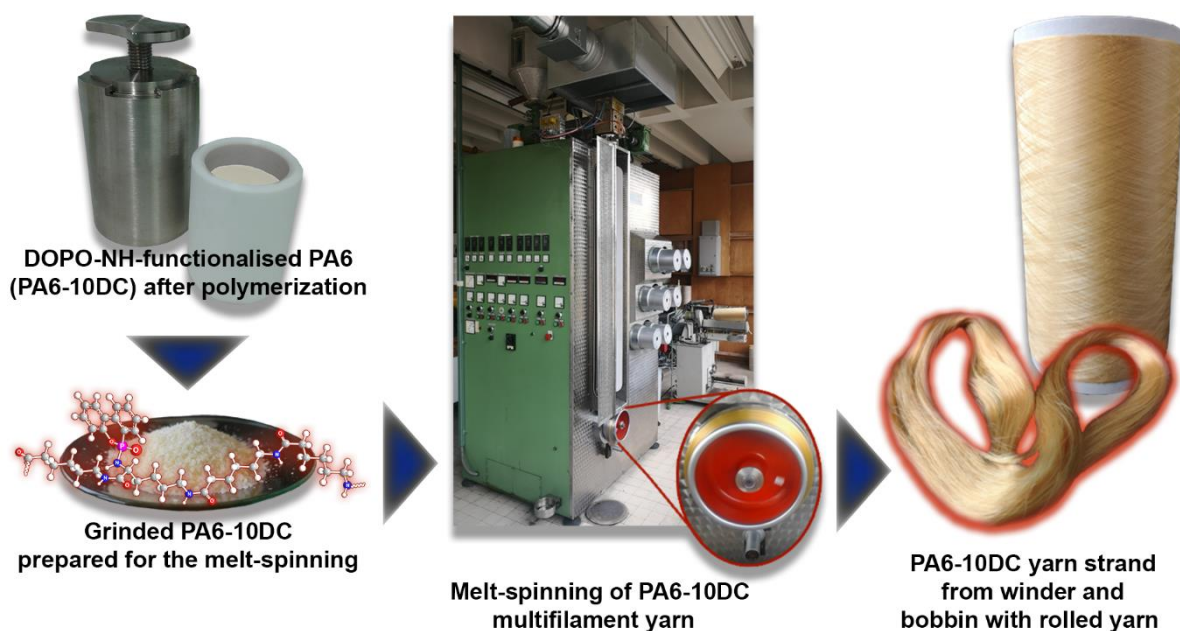 DOPO-NH-functionalised PA6
(PA6-10DC) after polymerization
Grinded PA6-10DC
prepared for the melt-spinning
Melt-spinning of PA6-10DC
multifilament yarn
PA6-10DC yarn strand
from winder and
bobbin with rolled yarn